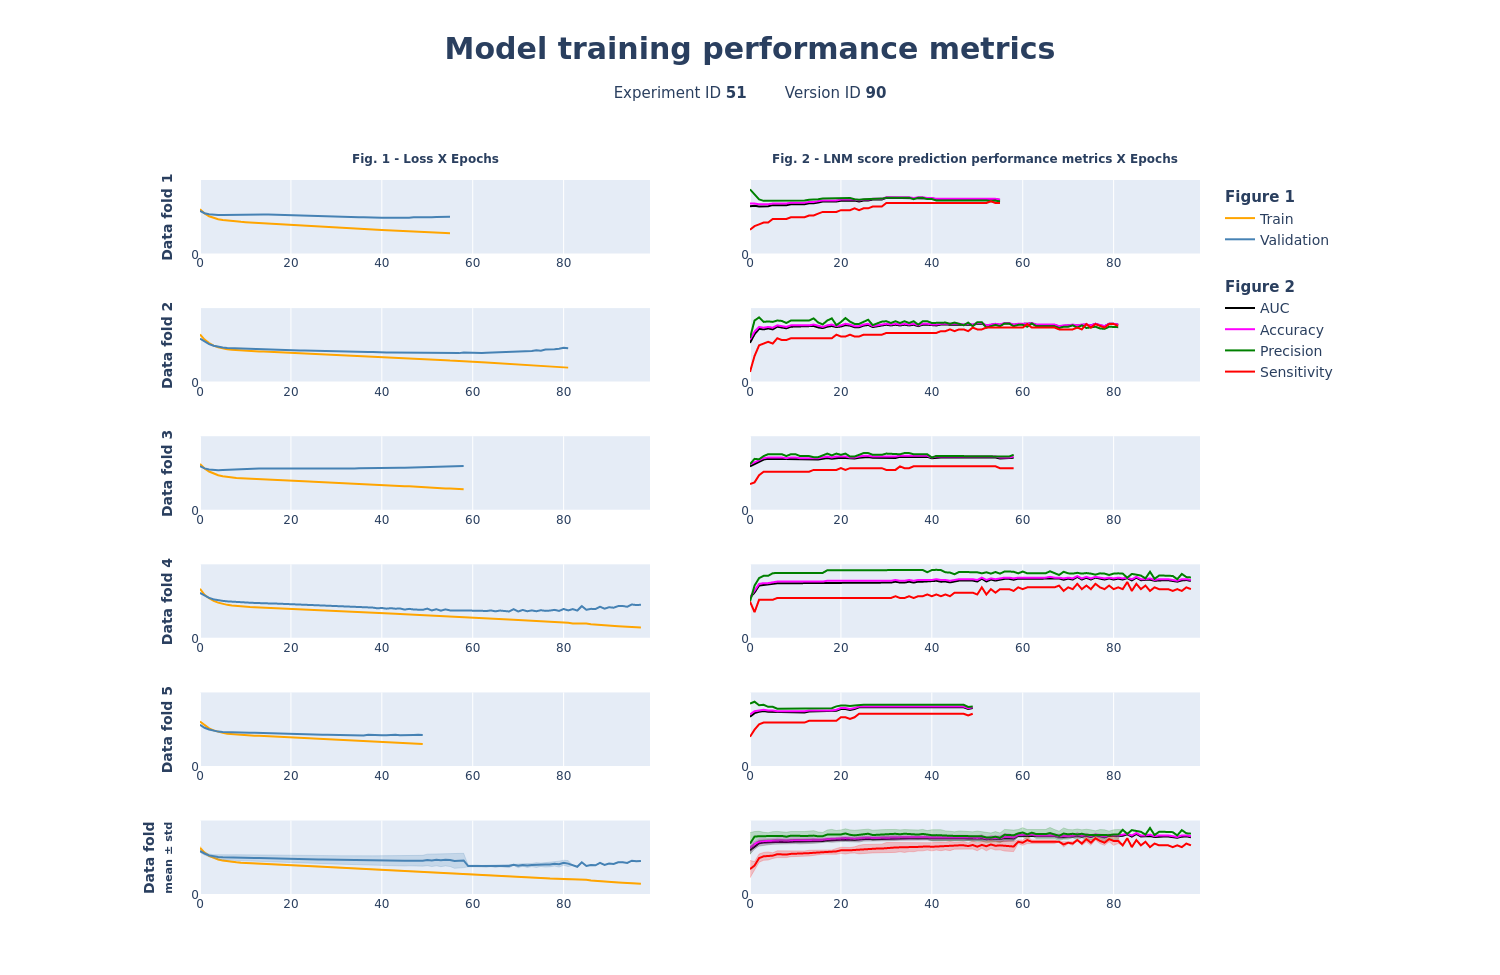 Model training performance metrics
Experiment ID 51 Version ID 90
Fig. 1 - Loss X Epochs
Fig. 2 - LNM score prediction performance metrics X Epochs
Data fold 1
0
0 20 40 60 80
0
0 20 40 60 80
Figure 1
Train
Validation
Figure 2
AUC
Accuracy
Precision
Sensitivity
Data fold 2
0
0 20 40 60 80
0
0 20 40 60 80
Data fold 3
0
0 20 40 60 80
0
0 20 40 60 80
Data fold 4
0
0 20 40 60 80
0
0 20 40 60 80
Data fold 5
0
0 20 40 60 80
0
0 20 40 60 80
Data fold
mean ± std
0
0 20 40 60 80
0
0 20 40 60 80